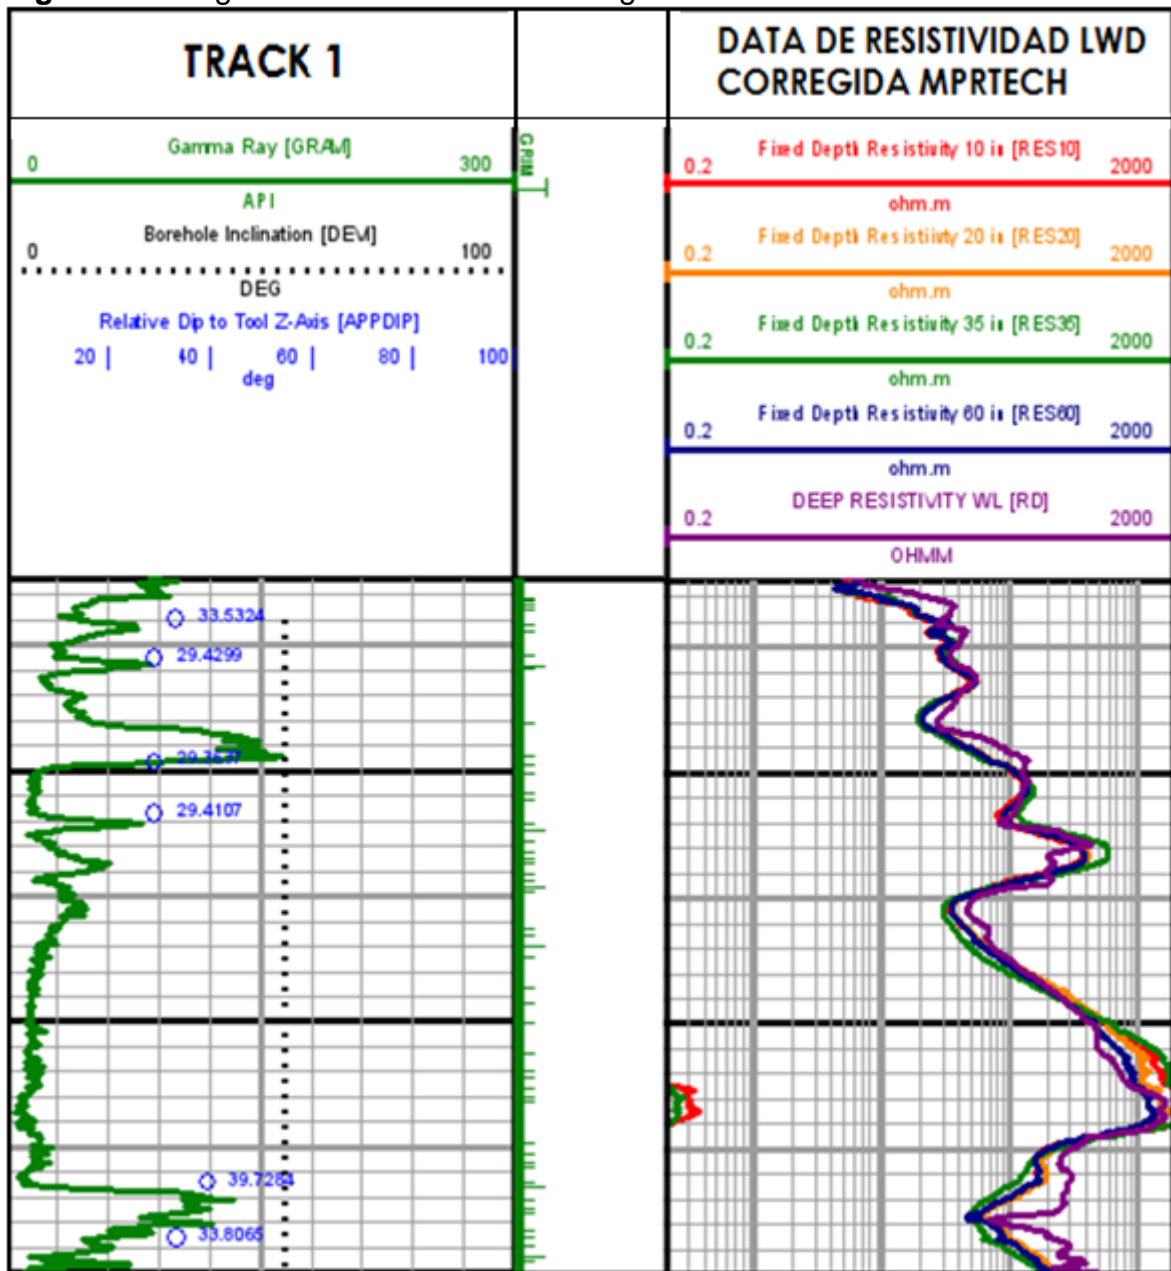 TRACK 1
DATA DE RESISTIVIDAD LWD
CORREGIDA MPRTECH
Gamma Ray [GRAM]
0 300
API
Borehole Inclination [DEVI]
0 100
DEG
Relative Dip to Tool Z-Axis [APPDIP]
20 40 60 80 100
deg
GRIM
Fixed Depth Resistivity 10 in [RES10]
0.2 2000
ohm.m
Fixed Depth Resistiivty 20 in [RES20]
0.2 2000
ohm.m
Fixed Depth Resistivity 35 in [RES35]
0.2 2000
ohm.m
Fixed Depth Resistivity 60 in [RES60]
0.2 2000
ohm.m
DEEP RESISTIVITY WL [RD]
0.2 2000
OHMM
33.5324
29.4299
29.4107
39.7284
33.8065